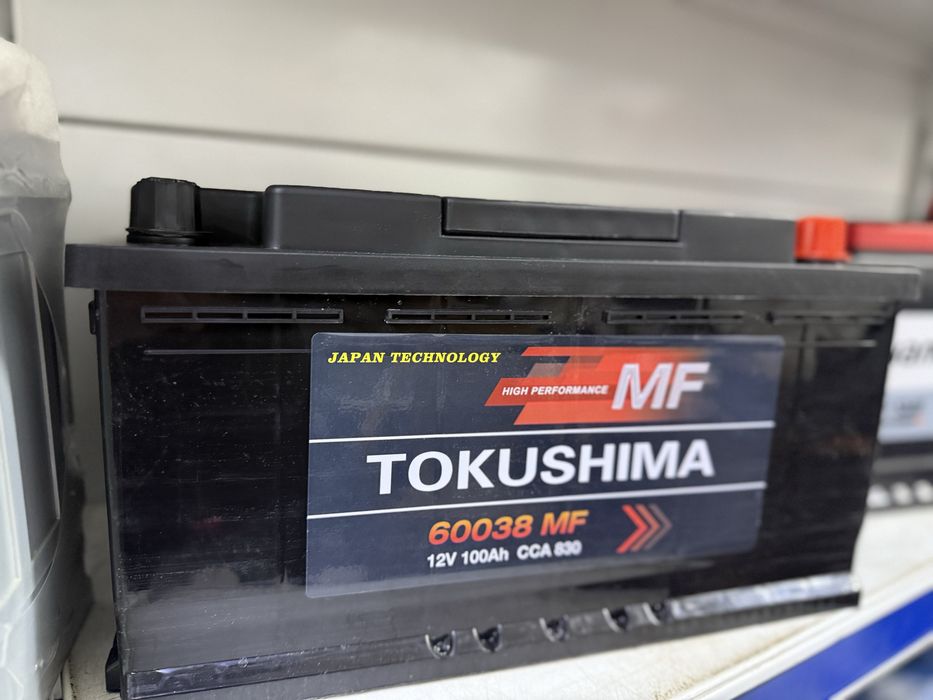 JAPAN TECHNOLOGY
HIGH PERFORMANCE MF
TOKUSHIMA
60038 MF
12V 100Ah CCA 830